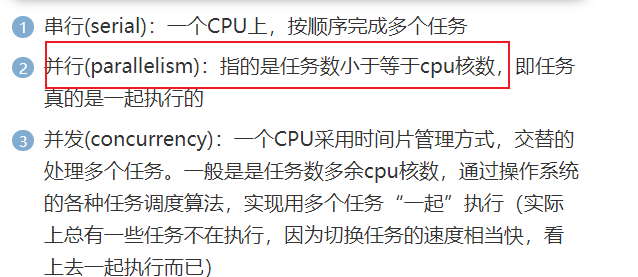 1 串行(serial)：一个CPU上，按顺序完成多个任务
2 并行(parallelism)：指的是任务数小于等于cpu核数，即任务
真的是一起执行的
3 并发(concurrency)：一个CPU采用时间片管理方式，交替的
处理多个任务。一般是是任务数多余cpu核数，通过操作系统
的各种任务调度算法，实现用多个任务“一起”执行（实际
上总有一些任务不在执行，因为切换任务的速度相当快，看
上去一起执行而已）